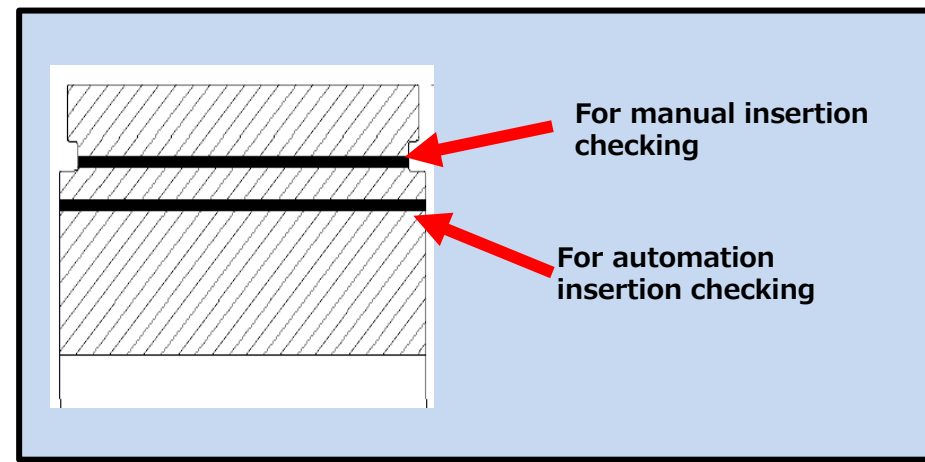 For manual insertion
checking
For automation
insertion checking